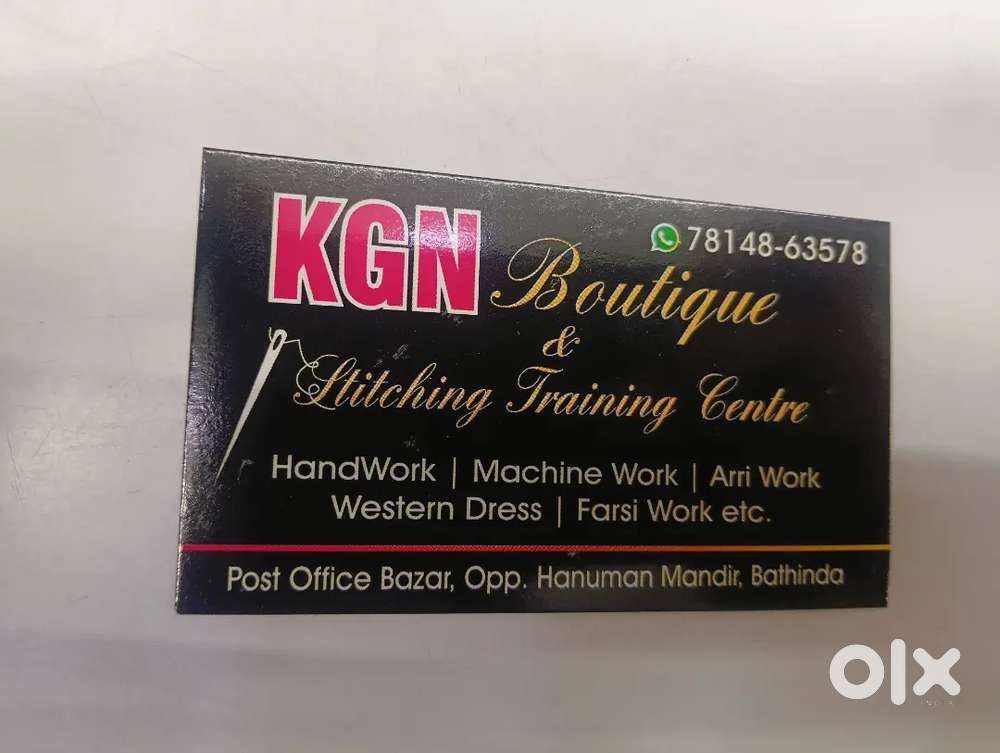 KGN Boutique
78148-63578
&
Stitching Training Centre
HandWork | Machine Work | Arri Work
Western Dress | Farsi Work etc.
Post Office Bazar, Opp. Hanuman Mandir, Bathinda
olx
INDIA